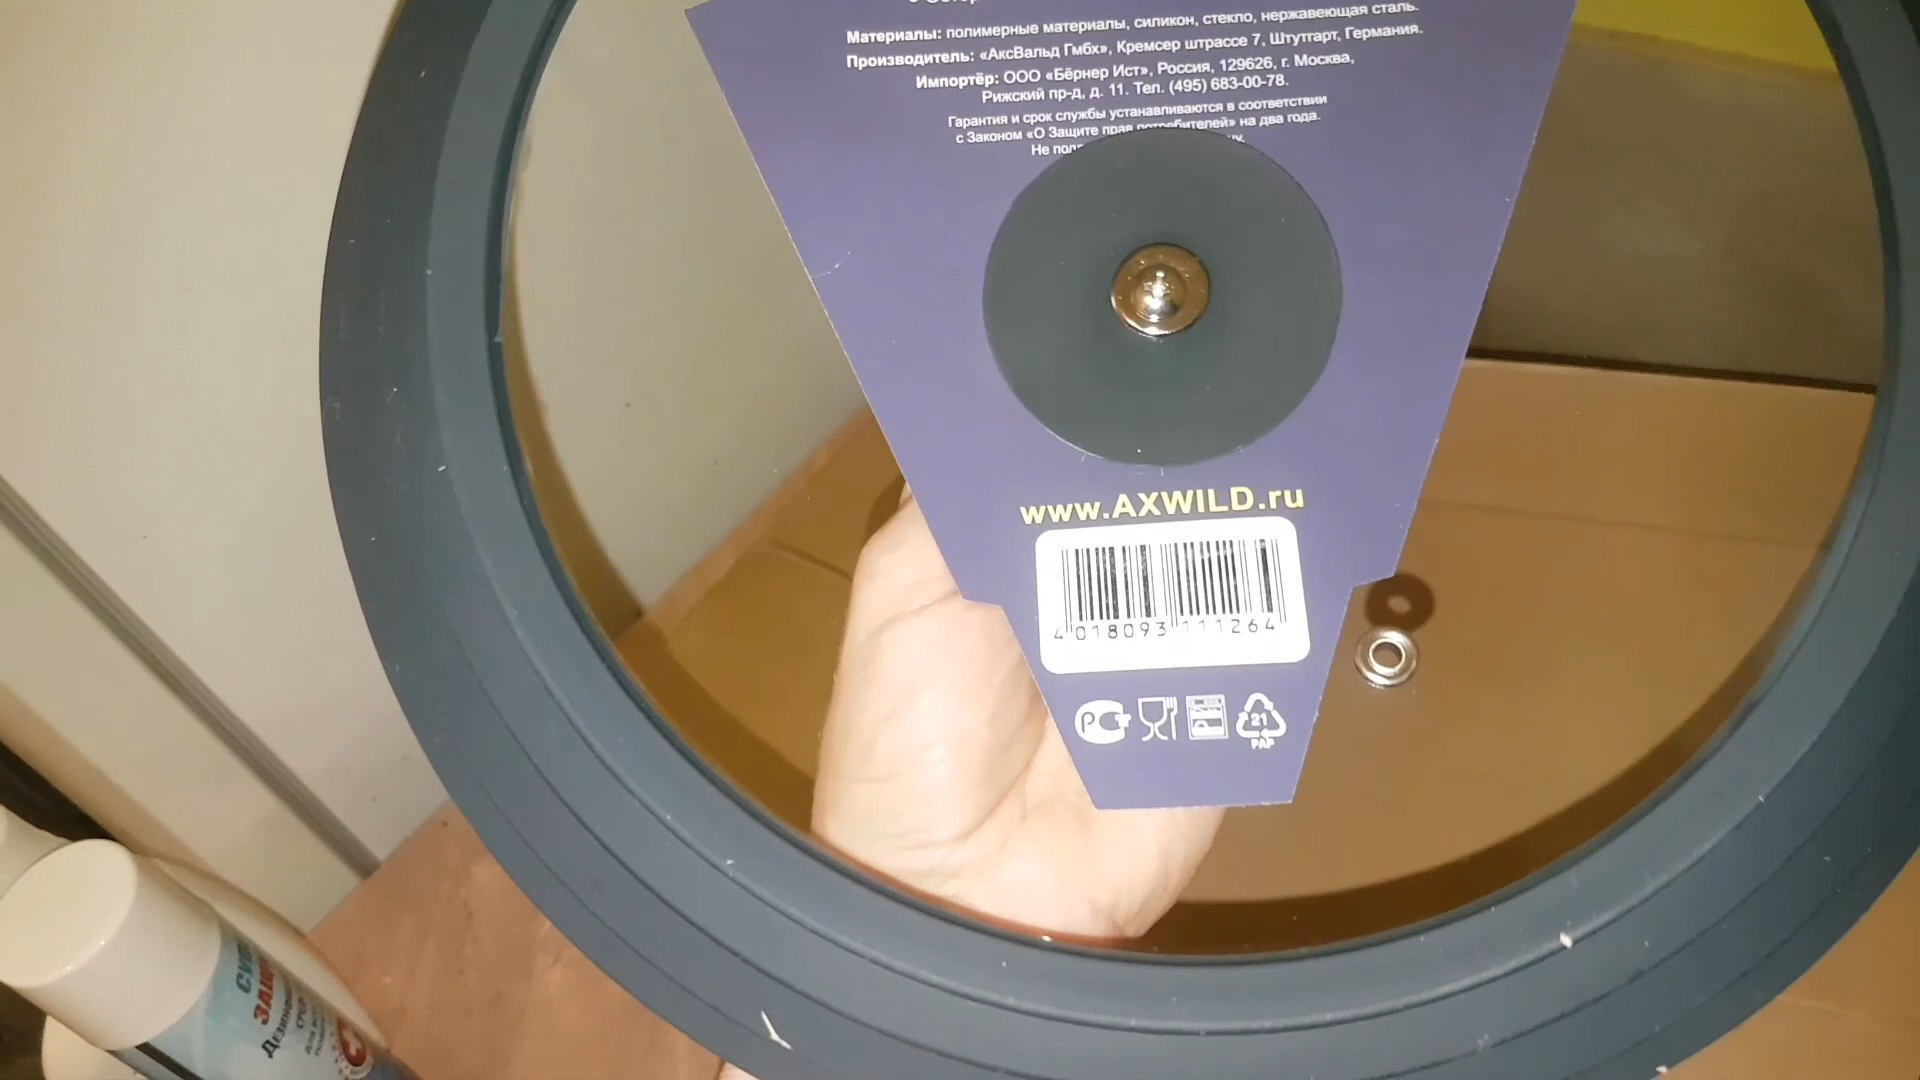 Материалы: полимерные материалы, силикон, стекло, нержавеющая сталь.
Производитель: «АксВальд Гмбх», Кремсер штрассе 7, Штутгарт, Германия.
Импортёр: ООО «Бёрнер Ист», Россия, 129626, г. Москва,
Рижский пр-д, д. 11. Тел. (495) 683-00-78.
Гарантия и срок службы устанавливаются в соответствии
с Законом «О Защите прав потребителей» на два года.
Не
www.AXWILD.ru
4 018093 111264
РСТ
21
PAP